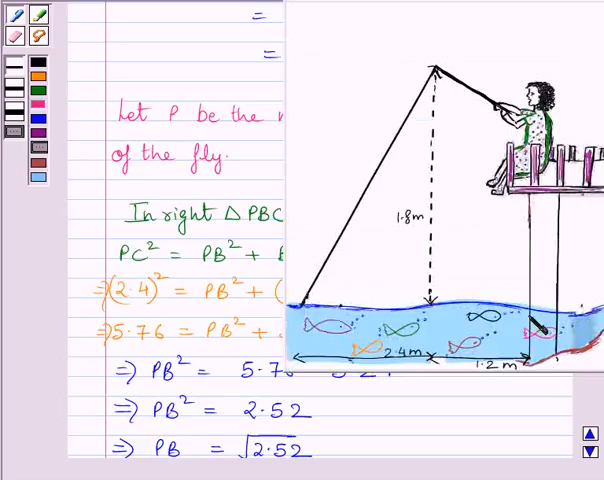 =
=
Let P be the
of the fly.
In right △ PBC
PC² = PB² +
⇒ (2.4)² = PB² + (
⇒ 5.76 = PB² +
⇒ PB² = 5.7
⇒ PB² = 2.52
⇒ PB = √2.52
1.8m
2.4m
1.2m